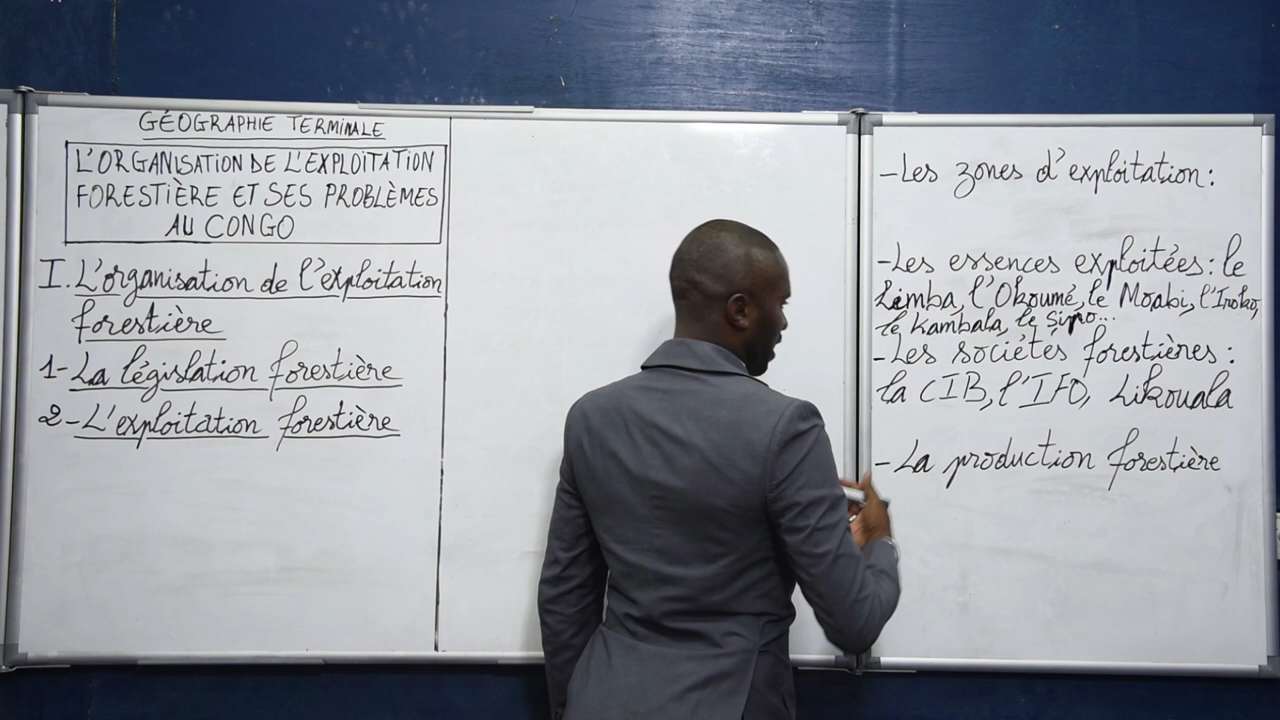 GÉOGRAPHIE TERMINALE
L'ORGANISATION DE L'EXPLOITATION
FORESTIÈRE ET SES PROBLÈMES
AU CONGO
I. L'organisation de l'exploitation
forestière
1- La législation forestière
2- L'exploitation forestière
- Les zones d'exploitation :
- Les essences exploitées : le
Limba, l'Okoumé, le Moabi, l'Iroko,
le Kambala, le Sipo...
- Les sociétés forestières :
la CIB, l'IFO, Likouala
- La production forestière